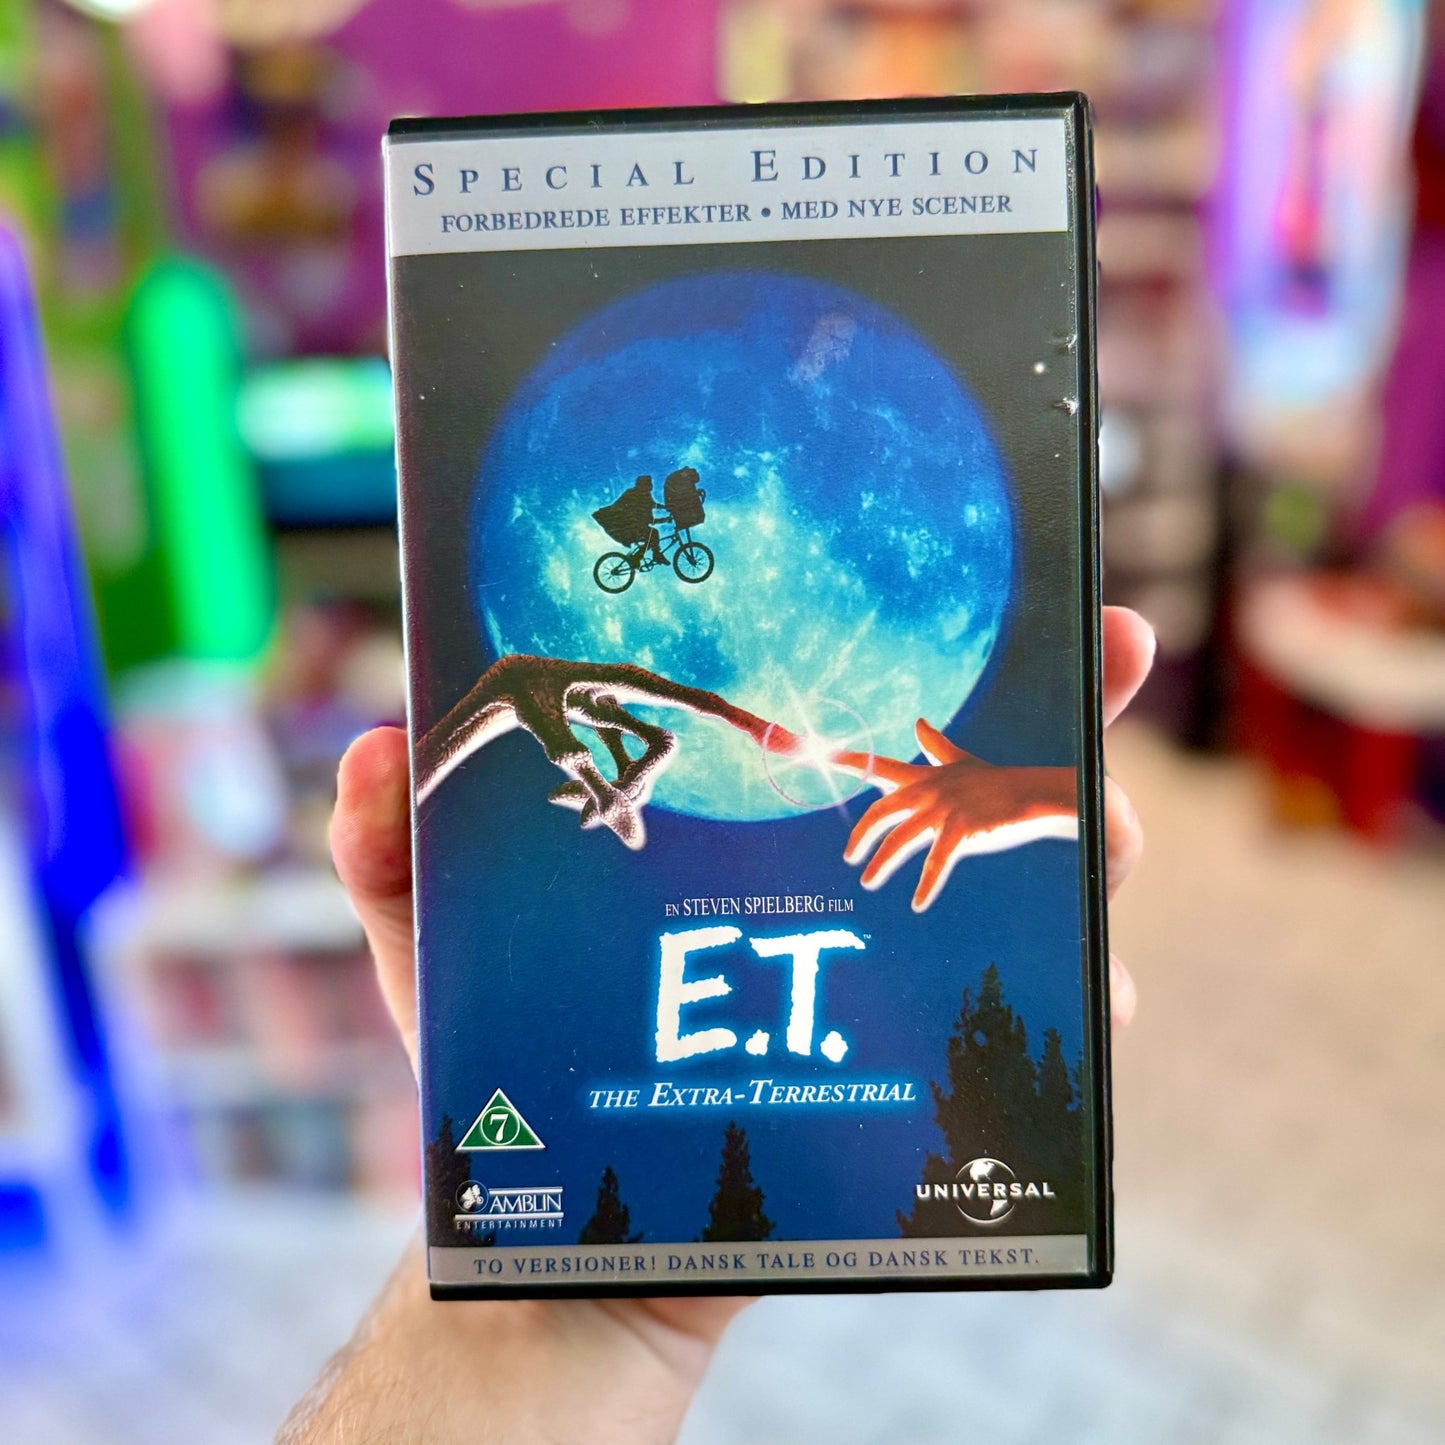 SPECIAL EDITION
FORBEDREDE EFFEKTER • MED NYE SCENER
EN STEVEN SPIELBERG FILM
E.T.™
THE EXTRA-TERRESTRIAL
7
AMBLIN
ENTERTAINMENT
UNIVERSAL
TO VERSIONER! DANSK TALE OG DANSK TEKST.